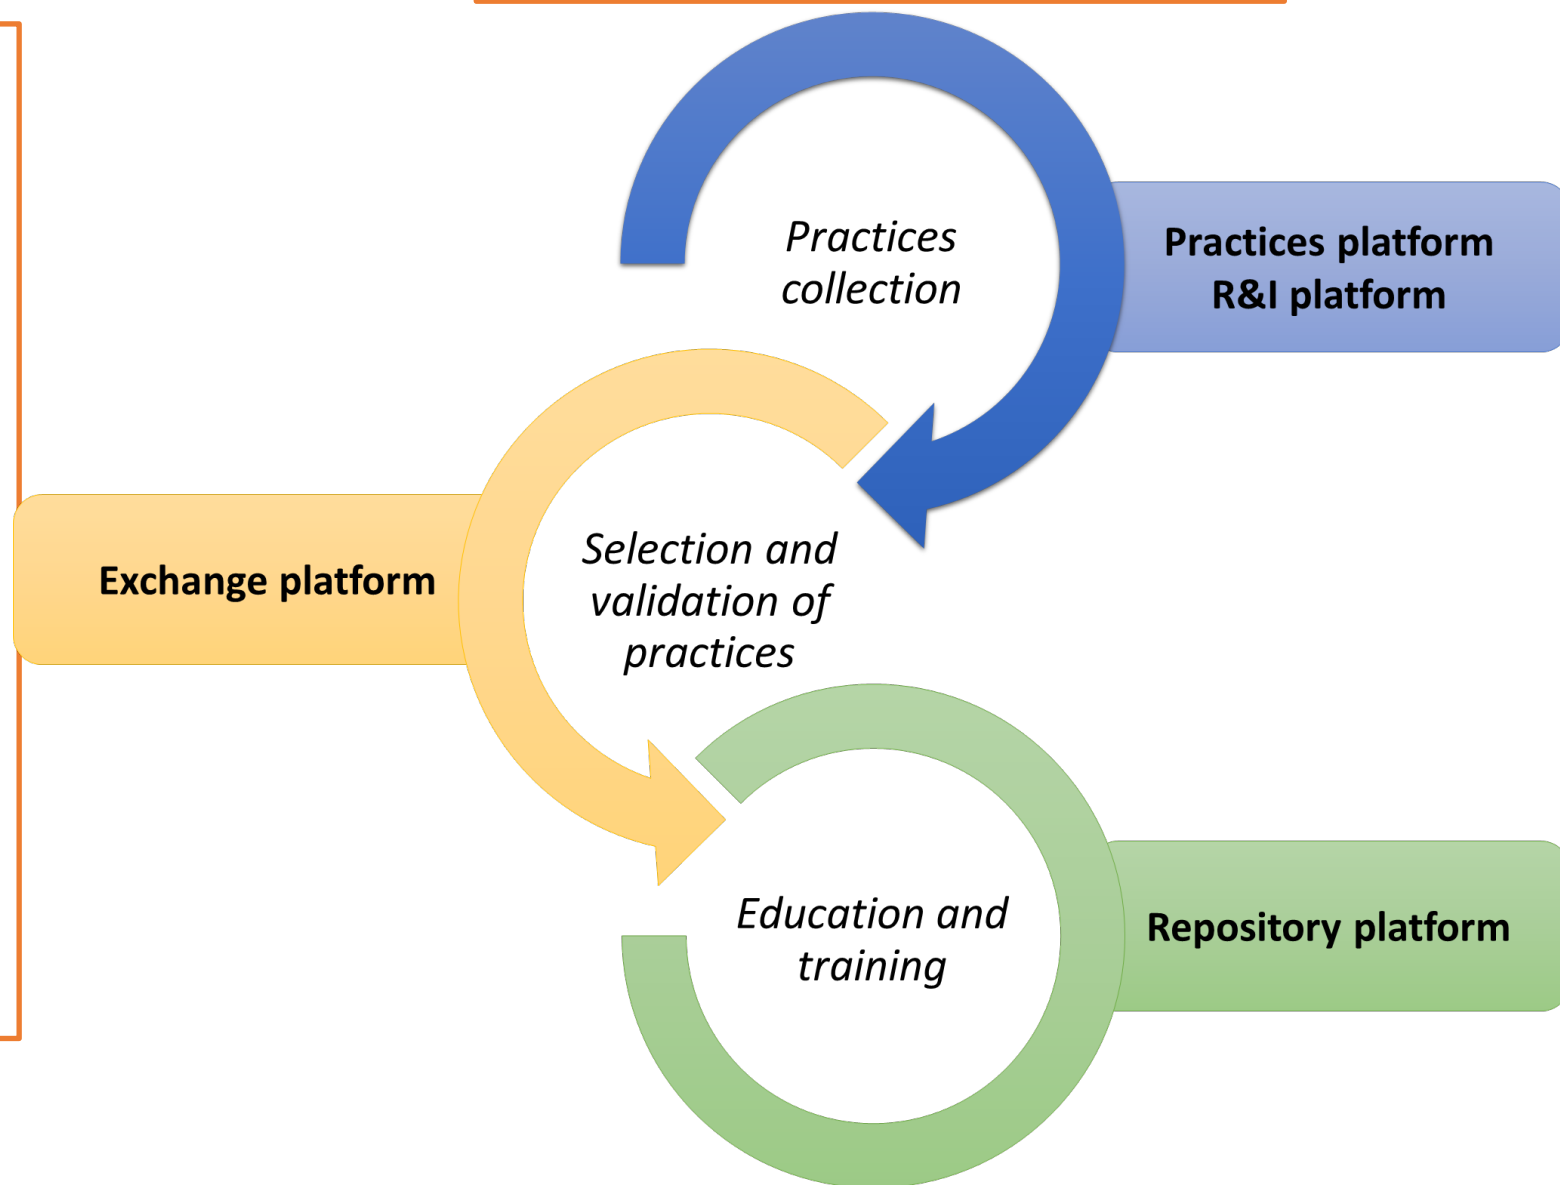 Practices
collection
Practices platform
R&I platform
Exchange platform
Selection and
validation of
practices
Education and
training
Repository platform